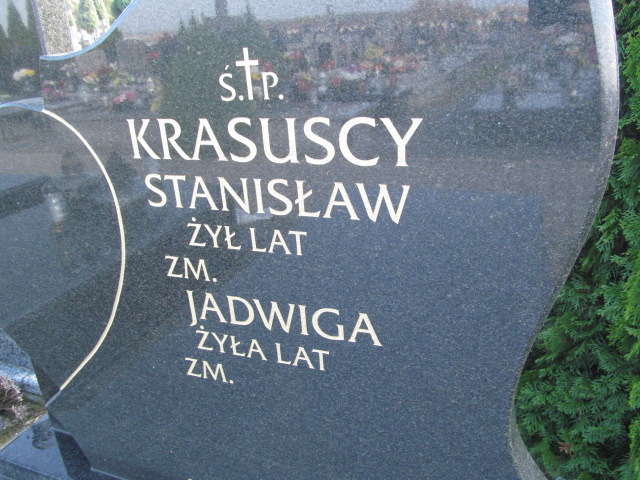 Ś.P.
KRASUSCY
STANISŁAW
ŻYŁ LAT
ZM.
JADWIGA
ŻYŁA LAT
ZM.